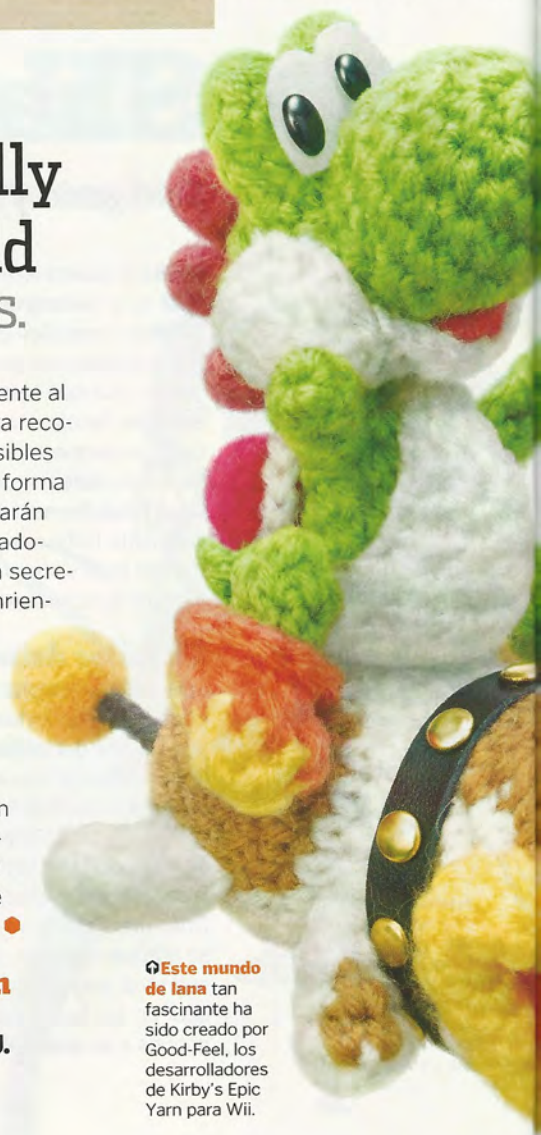 lly
ld
s.
ente al
a reco-
sibles
forma
arán
ado-
secre-
rien-
n
e
n
Este mundo
de lana tan
fascinante ha
sido creado por
Good-Feel, los
desarrolladores
de Kirby's Epic
Yarn para Wii.